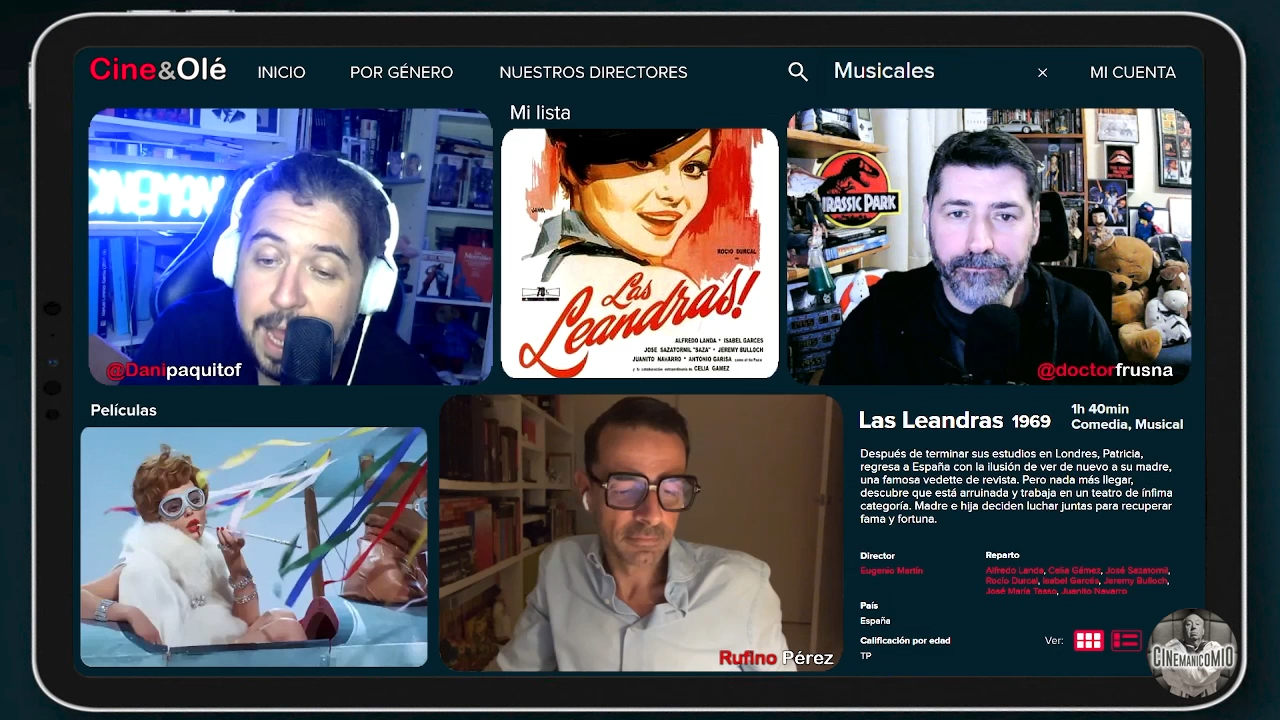 Cine&Olé
INICIO
POR GÉNERO
NUESTROS DIRECTORES
Musicales
×
MI CUENTA
Mi lista
CINEMAN
JURASSIC PARK
ROCIO DURCAL
70
Las
Leandras!
ALFREDO LANDA * ISABEL GARCES
JOSE SAZATORNIL "SAZA" * JEREMY BULLOCH
JUANITO NAVARRO * ANTONIO GARISA
y la colaboración extraordinaria de CELIA GAMEZ
@Danipaquitof
@doctorfrusna
Películas
Rufino Pérez
Las Leandras 1969
1h 40min
Comedia, Musical
Después de terminar sus estudios en Londres, Patricia,
regresa a España con la ilusión de ver de nuevo a su madre,
una famosa vedette de revista. Pero nada más llegar,
descubre que está arruinada y trabaja en un teatro de ínfima
categoría. Madre e hija deciden luchar juntas para recuperar
fama y fortuna.
Director
Eugenio Martín
Reparto
Alfredo Landa, Celia Gámez, José Sazatornil,
Rocío Durcal, Isabel Garcés, Jeremy Bulloch,
José María Tasso, Juanito Navarro
País
España
Calificación por edad
TP
Ver:
CINEMANICOMIO